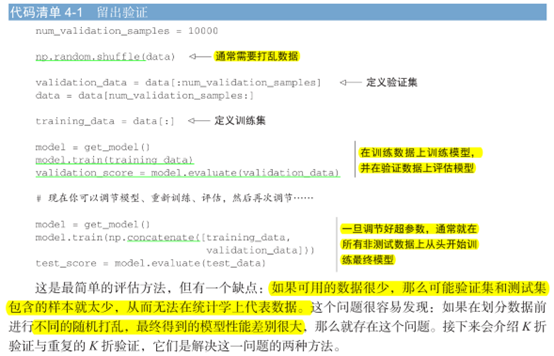 代码清单 4-1 留出验证
num_validation_samples = 10000
np.random.shuffle(data) 通常需要打乱数据
validation_data = data[:num_validation_samples] 定义验证集
data = data[num_validation_samples:]
training_data = data[:] 定义训练集
model = get_model()
model.train(training_data)
validation_score = model.evaluate(validation_data)
在训练数据上训练模型，
并在验证数据上评估模型
# 现在你可以调节模型、重新训练、评估，然后再次调节……
model = get_model()
model.train(np.concatenate([training_data,
validation_data]))
test_score = model.evaluate(test_data)
一旦调节好超参数，通常就在
所有非测试数据上从头开始训
练最终模型
这是最简单的评估方法，但有一个缺点：如果可用的数据很少，那么可能验证集和测试集
包含的样本就太少，从而无法在统计学上代表数据。这个问题很容易发现：如果在划分数据前
进行不同的随机打乱，最终得到的模型性能差别很大，那么就存在这个问题。接下来会介绍 K 折
验证与重复的 K 折验证，它们是解决这一问题的两种方法。